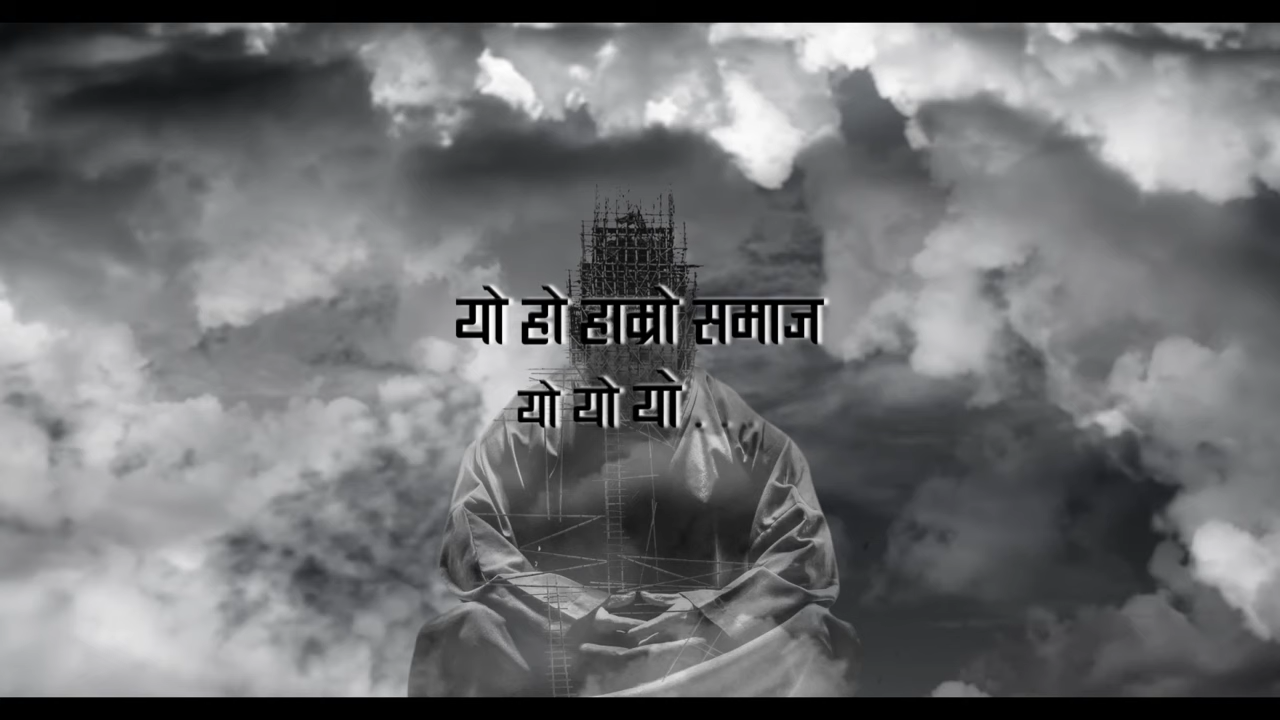 यो हो हाम्रो समाज
यो यो यो . . .